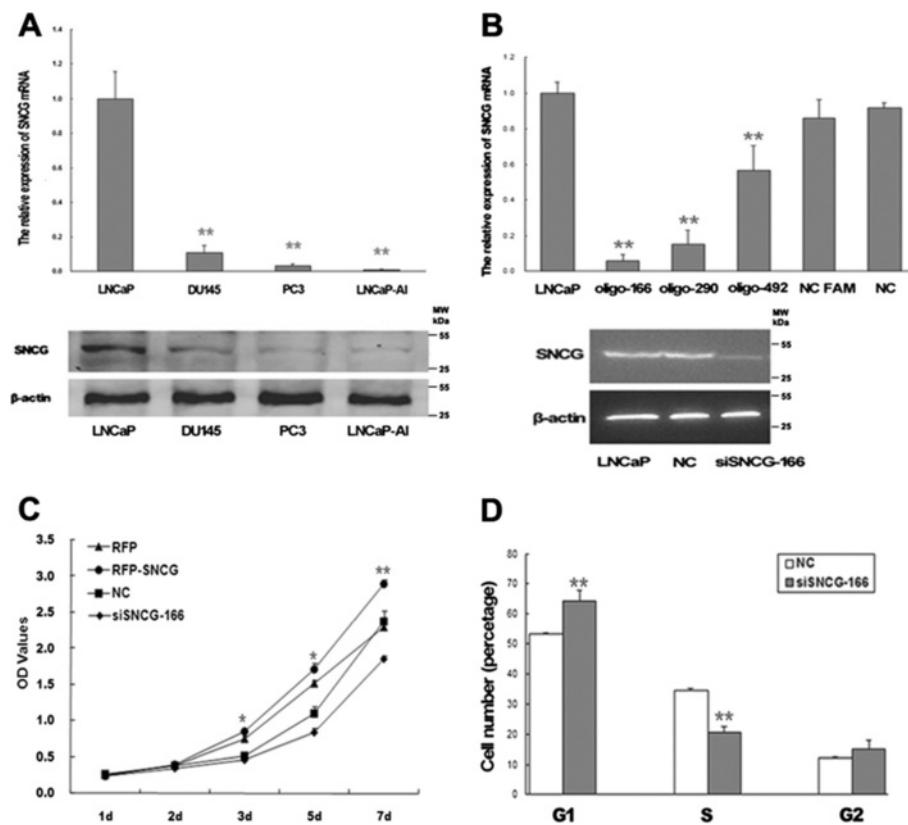 A
The relative expression of SNCG mRNA
1.4
1.2
1.0
0.8
0.6
0.4
0.2
0.0
**
**
**
LNCaP DU145 PC3 LNCaP-AI
MW
kDa
SNCG
55
25
β-actin
55
25
LNCaP DU145 PC3 LNCaP-AI
B
The relative expression of SNCG mRNA
1.2
1.0
0.8
0.6
0.4
0.2
0
**
**
**
LNCaP oligo-166 oligo-290 oligo-492 NC FAM NC
MW
kDa
SNCG
55
25
β-actin
55
25
LNCaP NC siSNCG-166
C
OD Values
3.5
3.0
2.5
2.0
1.5
1.0
0.5
0.0
RFP
RFP-SNCG
NC
siSNCG-166
*
*
**
1d 2d 3d 5d 7d
D
Cell number (percetage)
80
70
60
50
40
30
20
10
0
NC
siSNCG-166
**
**
G1 S G2